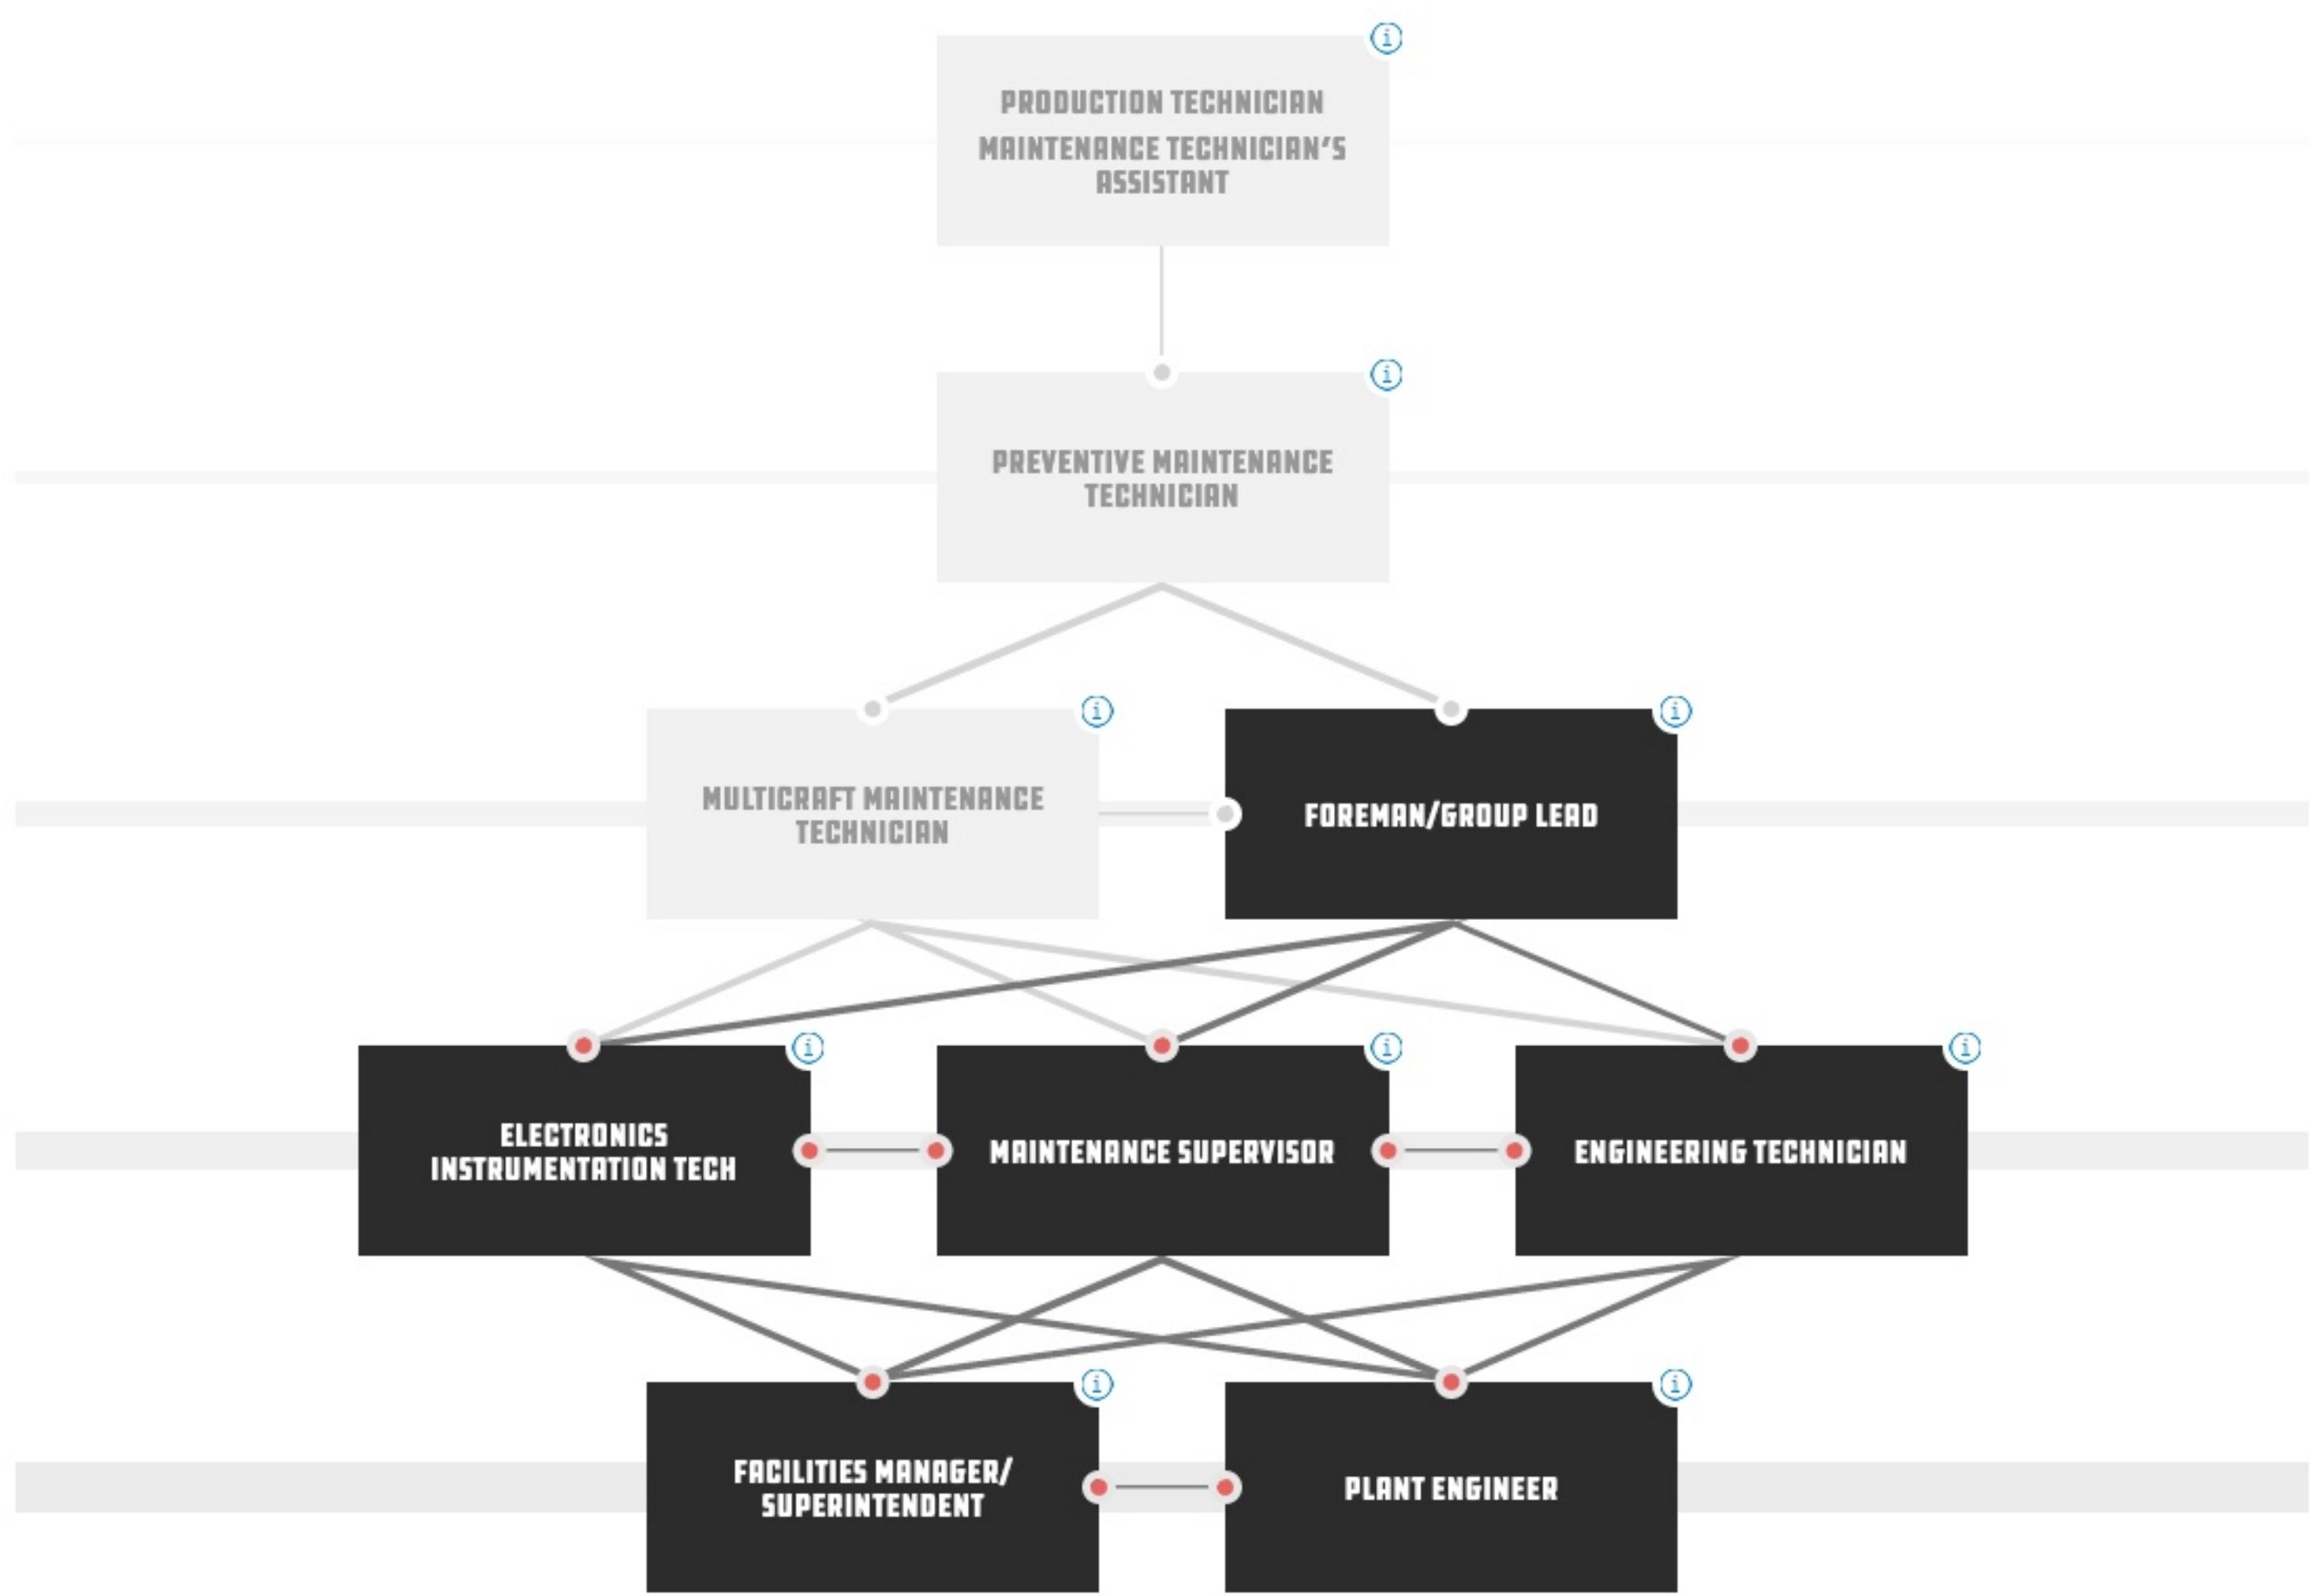 PRODUCTION TECHNICIAN
MAINTENANCE TECHNICIAN'S
ASSISTANT
PREVENTIVE MAINTENANCE
TECHNICIAN
MULTICRAFT MAINTENANCE
TECHNICIAN
FOREMAN/GROUP LEAD
ELECTRONICS
INSTRUMENTATION TECH
MAINTENANCE SUPERVISOR
ENGINEERING TECHNICIAN
FACILITIES MANAGER/
SUPERINTENDENT
PLANT ENGINEER